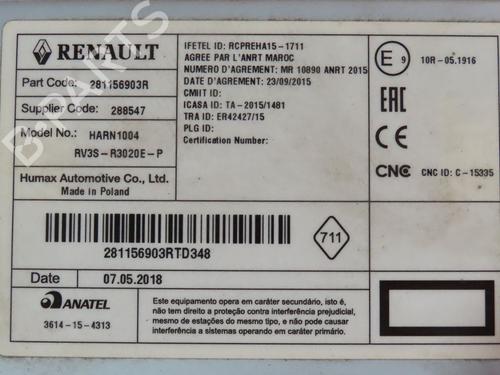 RENAULT
Part Code: 281156903R
Supplier Code: 288547
Model No.: HARN1004
RV3S-R3020E-P
Humax Automotive Co., Ltd.
Made in Poland
IFETEL ID: RCPREHA15-1711
AGREE PAR L'ANRT MAROC
NUMERO D'AGREMENT: MR 10890 ANRT 2015
DATE D'AGREMENT: 23/09/2015
CMIIT ID:
ICASA ID: TA-2015/1481
TRA ID: ER42427/15
PLG ID:
Certification Number:
E 9 10R-05.1916
EAC
CE
CNC CNC ID: C-15335
281156903RTD348
711
Date 07.05.2018
ANATEL
3614-15-4313
Este equipamento opera em caráter secundário, isto é,
não tem direito a proteção contra interferência prejudicial,
mesmo de estações do mesmo tipo, e não pode causar
interferência a sistemas operando em caráter primário.
B-PARTS